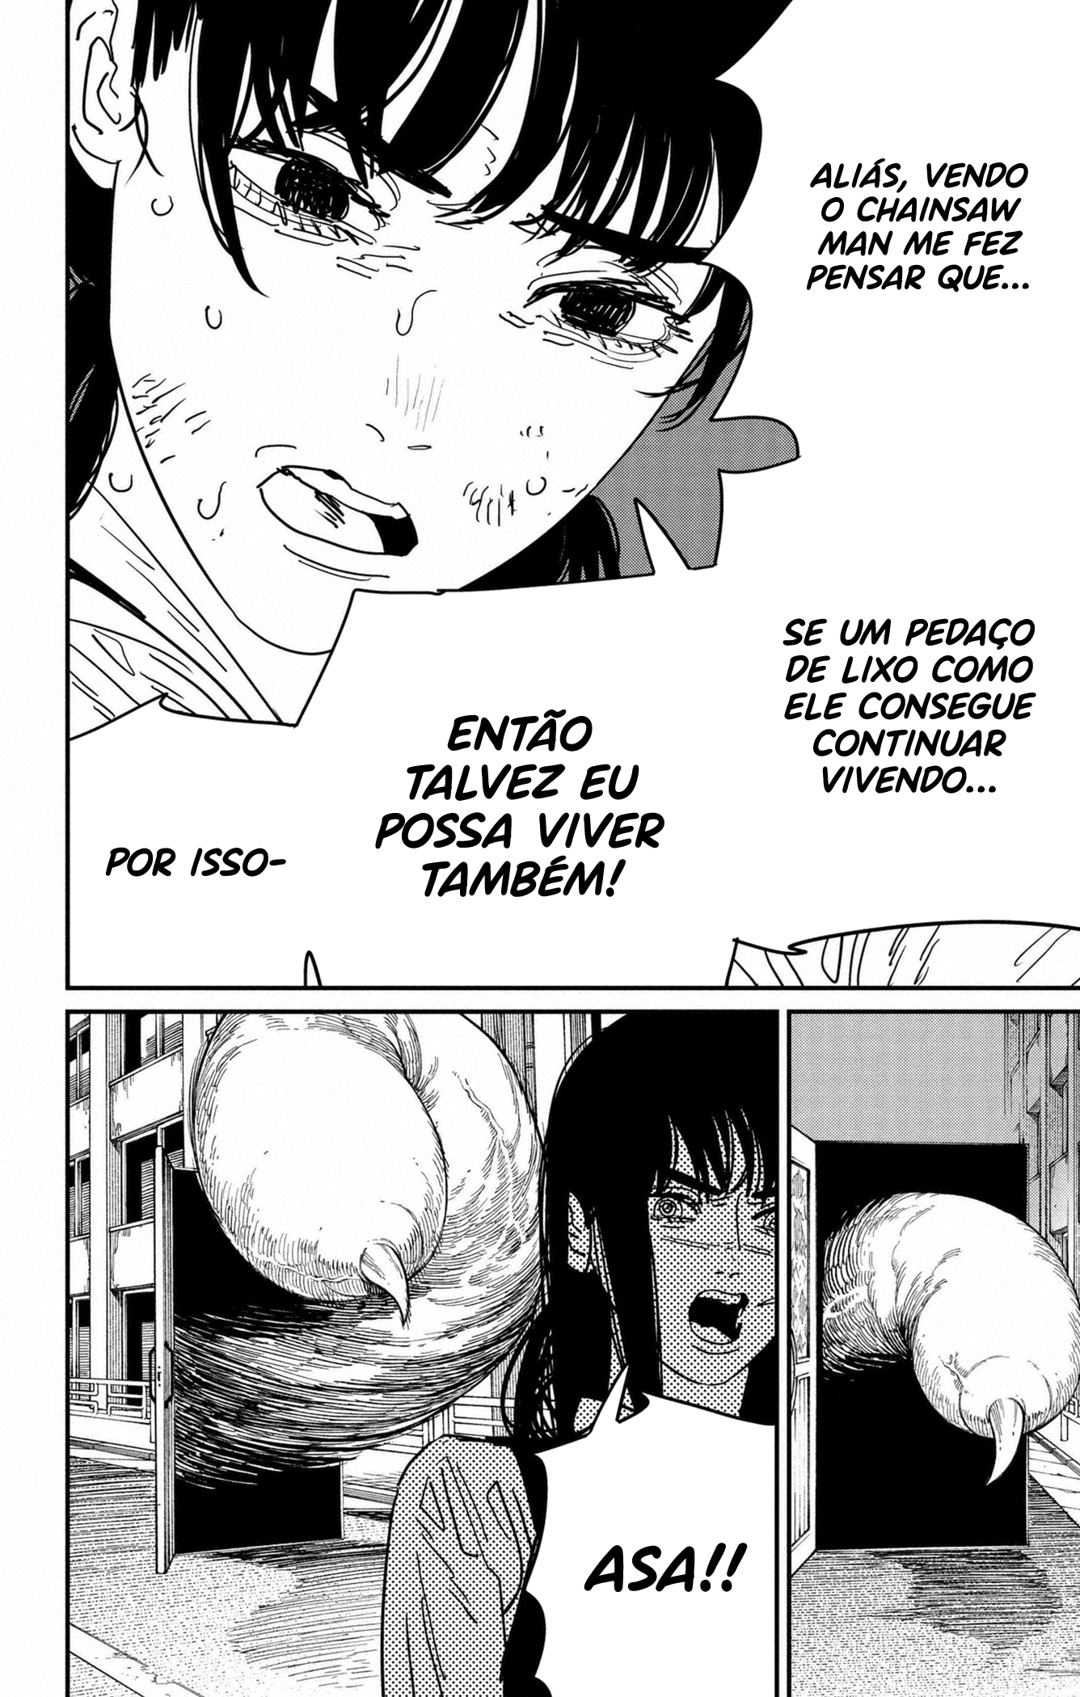 ALIÁS, VENDO
O CHAINSAW
MAN ME FEZ
PENSAR QUE...
SE UM PEDAÇO
DE LIXO COMO
ELE CONSEGUE
CONTINUAR
VIVENDO...
ENTÃO
TALVEZ EU
POSSA VIVER
TAMBÉM!
POR ISSO-
ASA!!